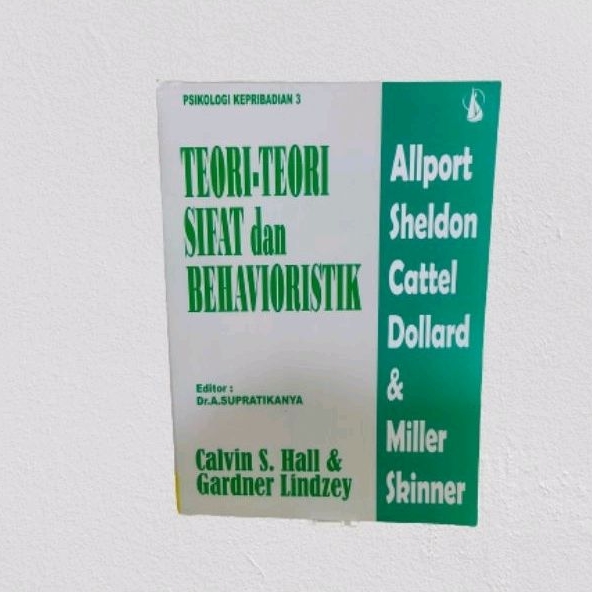 PSIKOLOGI KEPRIBADIAN 3
TEORI-TEORI
SIFAT dan
BEHAVIORISTIK
Editor :
Dr.A.SUPRATIKANYA
Calvin S. Hall &
Gardner Lindzey
Allport
Sheldon
Cattel
Dollard
&
Miller
Skinner